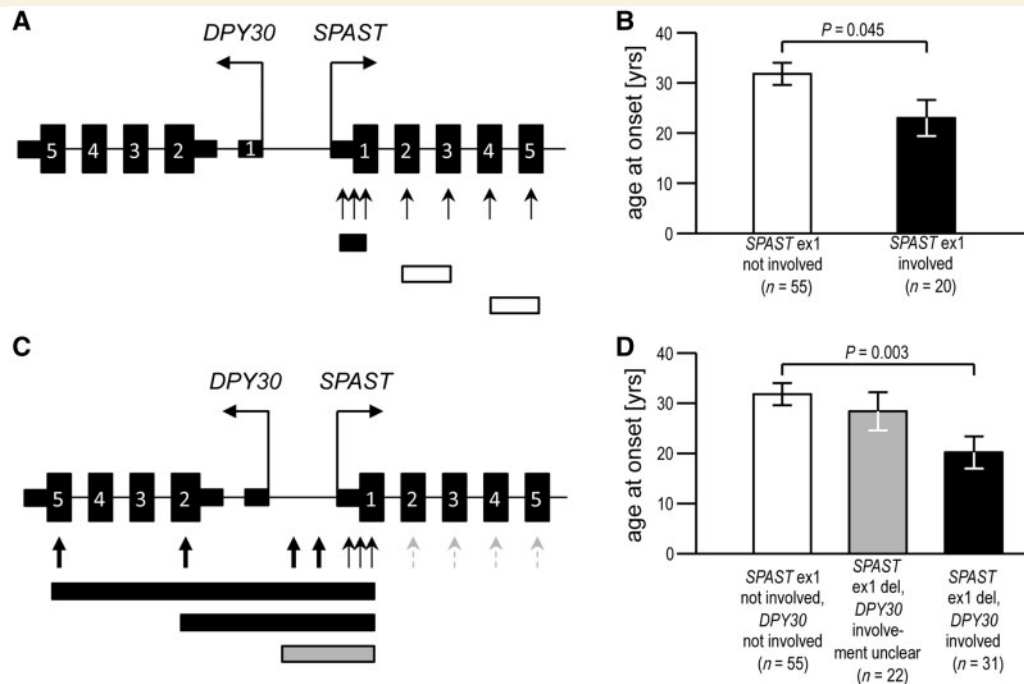 A
DPY30 SPAST
5 4 3 2 1 1 2 3 4 5
B
P = 0.045
age at onset [yrs]
40
30
20
10
0
SPAST ex1
not involved
(n = 55)
SPAST ex1
involved
(n = 20)
C
DPY30 SPAST
5 4 3 2 1 2 3 4 5
D
P = 0.003
age at onset [yrs]
40
30
20
10
0
SPAST ex1
not involved,
DPY30
not involved
(n = 55)
SPAST
ex1 del,
DPY30
involve-
ment unclear
(n = 22)
SPAST
ex1 del,
DPY30
involved
(n = 31)